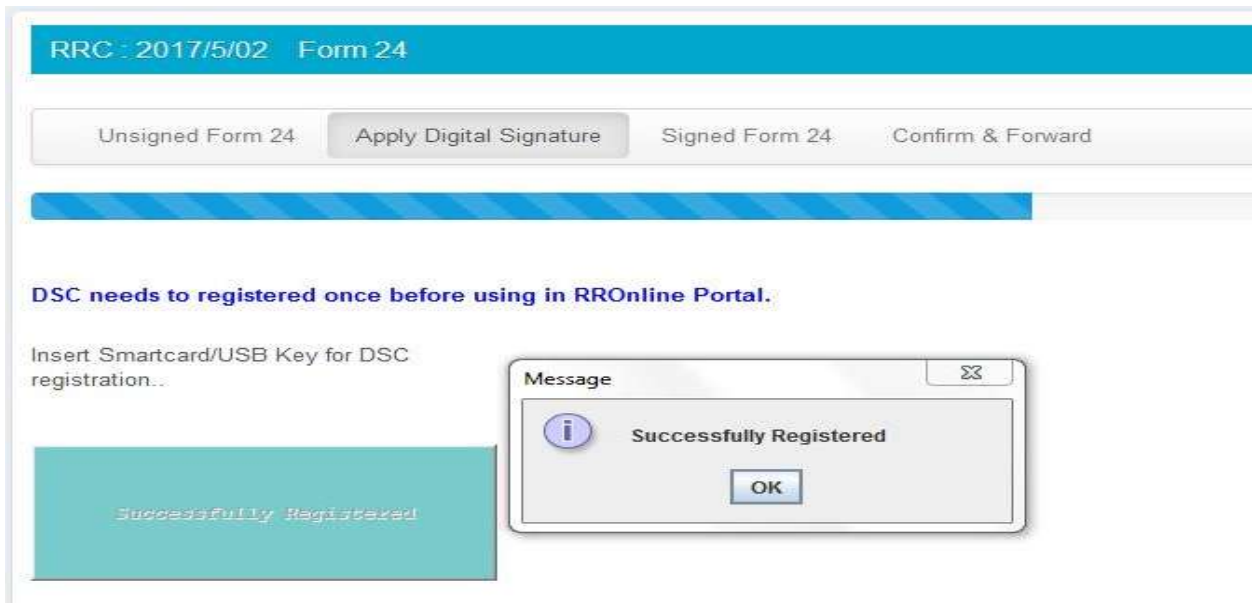 RRC : 2017/5/02 Form 24
Unsigned Form 24 Apply Digital Signature Signed Form 24 Confirm & Forward
DSC needs to registered once before using in RROnline Portal.
Insert Smartcard/USB Key for DSC
registration..
Message
Successfully Registered
OK
Successfully Registered